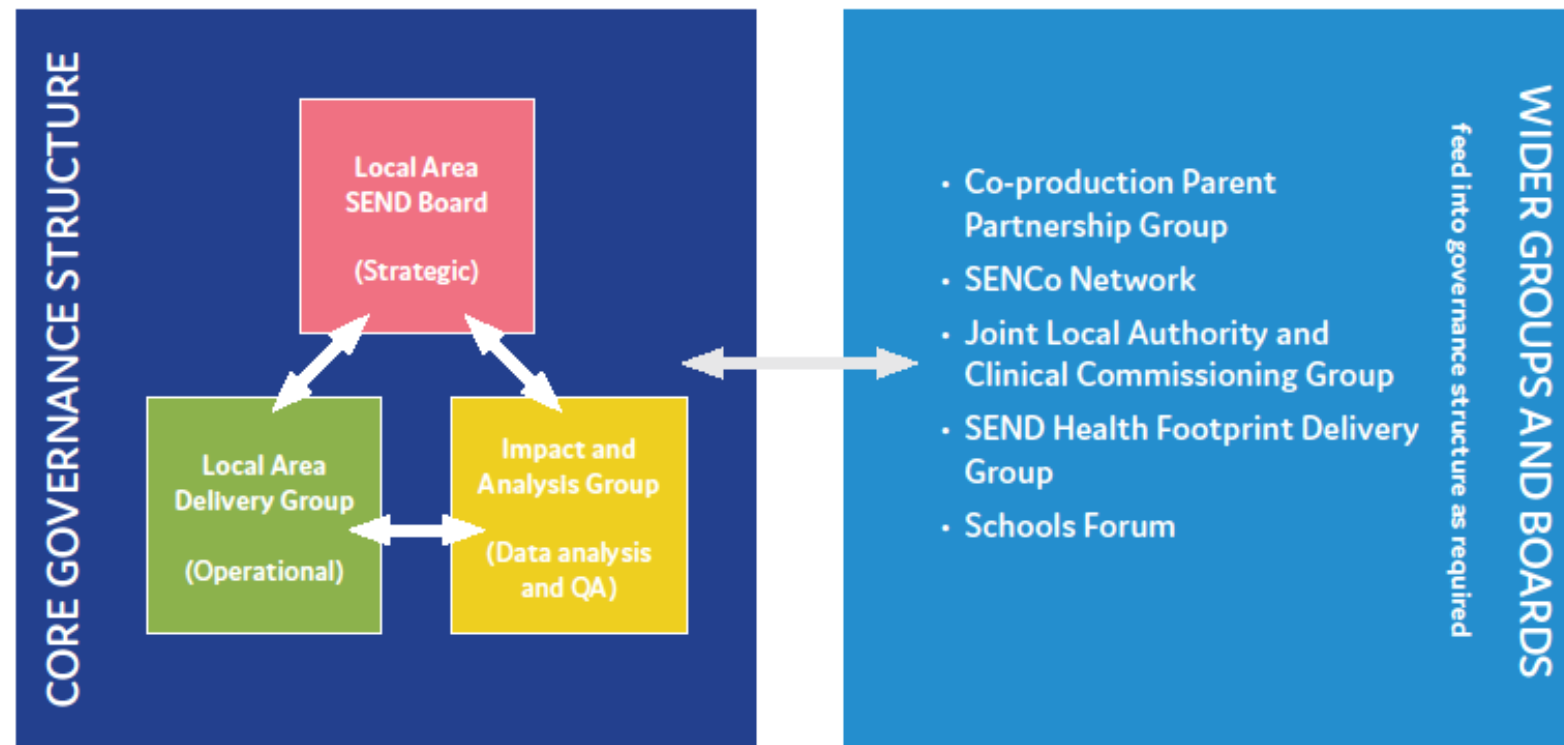 CORE GOVERNANCE STRUCTURE
Local Area
SEND Board
(Strategic)
Local Area
Delivery Group
(Operational)
Impact and
Analysis Group
(Data analysis
and QA)
• Co-production Parent
Partnership Group
• SENCo Network
• Joint Local Authority and
Clinical Commissioning Group
• SEND Health Footprint Delivery
Group
• Schools Forum
WIDER GROUPS AND BOARDS
feed into governance structure as required